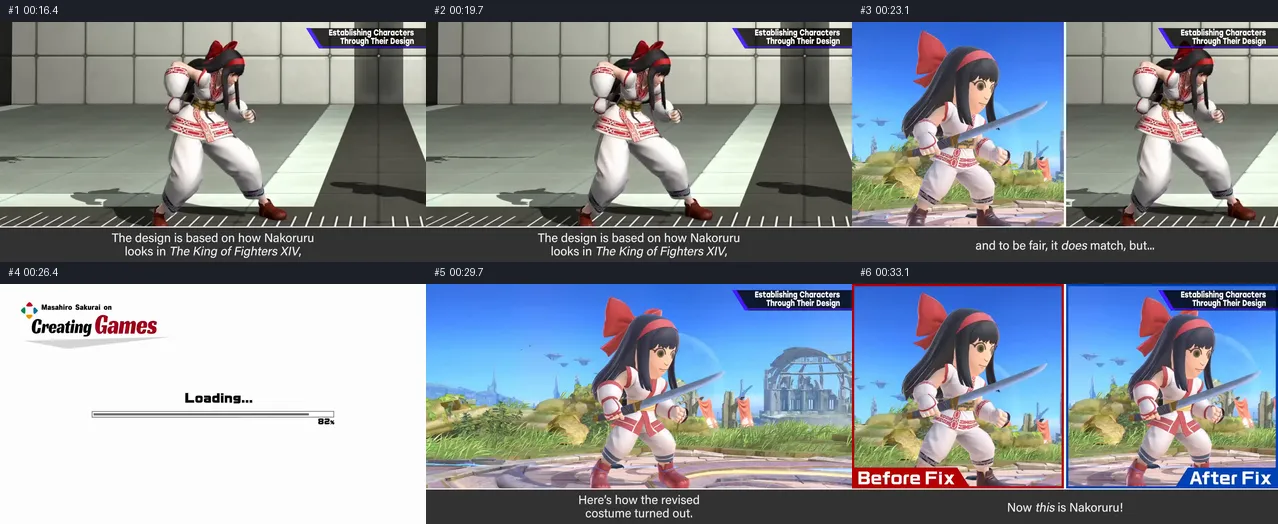 #1 00:16.4
Establishing Characters
Through Their Design
The design is based on how Nakoruru
looks in The King of Fighters XIV,
#2 00:19.7
Establishing Characters
Through Their Design
The design is based on how Nakoruru
looks in The King of Fighters XIV,
#3 00:23.1
Establishing Characters
Through Their Design
and to be fair, it does match, but...
#4 00:26.4
Masahiro Sakurai on
Creating Games
Loading...
82%
#5 00:29.7
Establishing Characters
Through Their Design
Here's how the revised
costume turned out.
#6 00:33.1
Establishing Characters
Through Their Design
Before Fix
After Fix
Now this is Nakoruru!